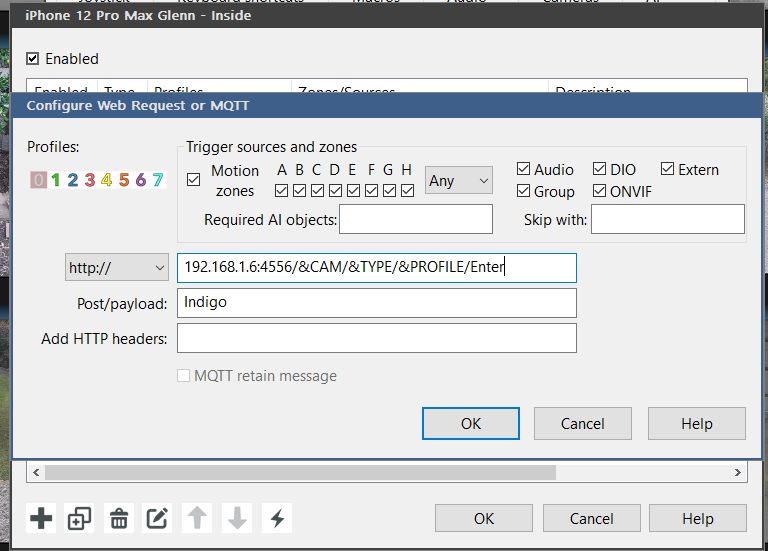 iPhone 12 Pro Max Glenn - Inside
Enabled
Enabled Type Profiles Zones/Sources Description
Configure Web Request or MQTT
Profiles:
0 1 2 3 4 5 6 7
Trigger sources and zones
Motion zones
A B C D E F G H
Any
Audio DIO Extern
Group ONVIF
Required AI objects:
Skip with:
http:// 192.168.1.6:4556/&CAM/&TYPE/&PROFILE/Enter
Post/payload: Indigo
Add HTTP headers:
MQTT retain message
OK Cancel Help
OK Cancel Help